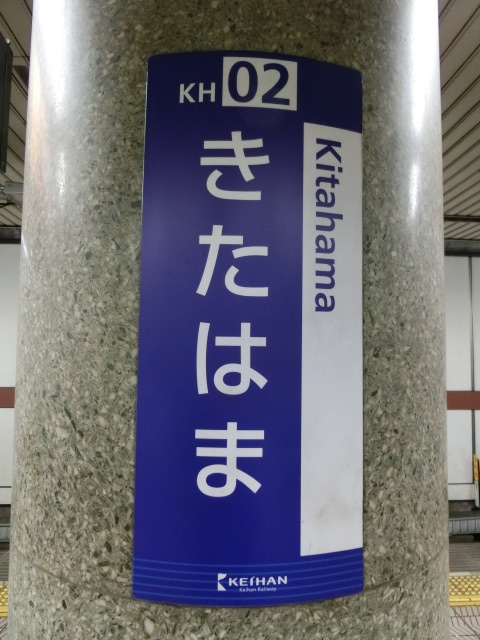 KH 02
きたはま
Kitahama
KEIHAN
Keihan Railway